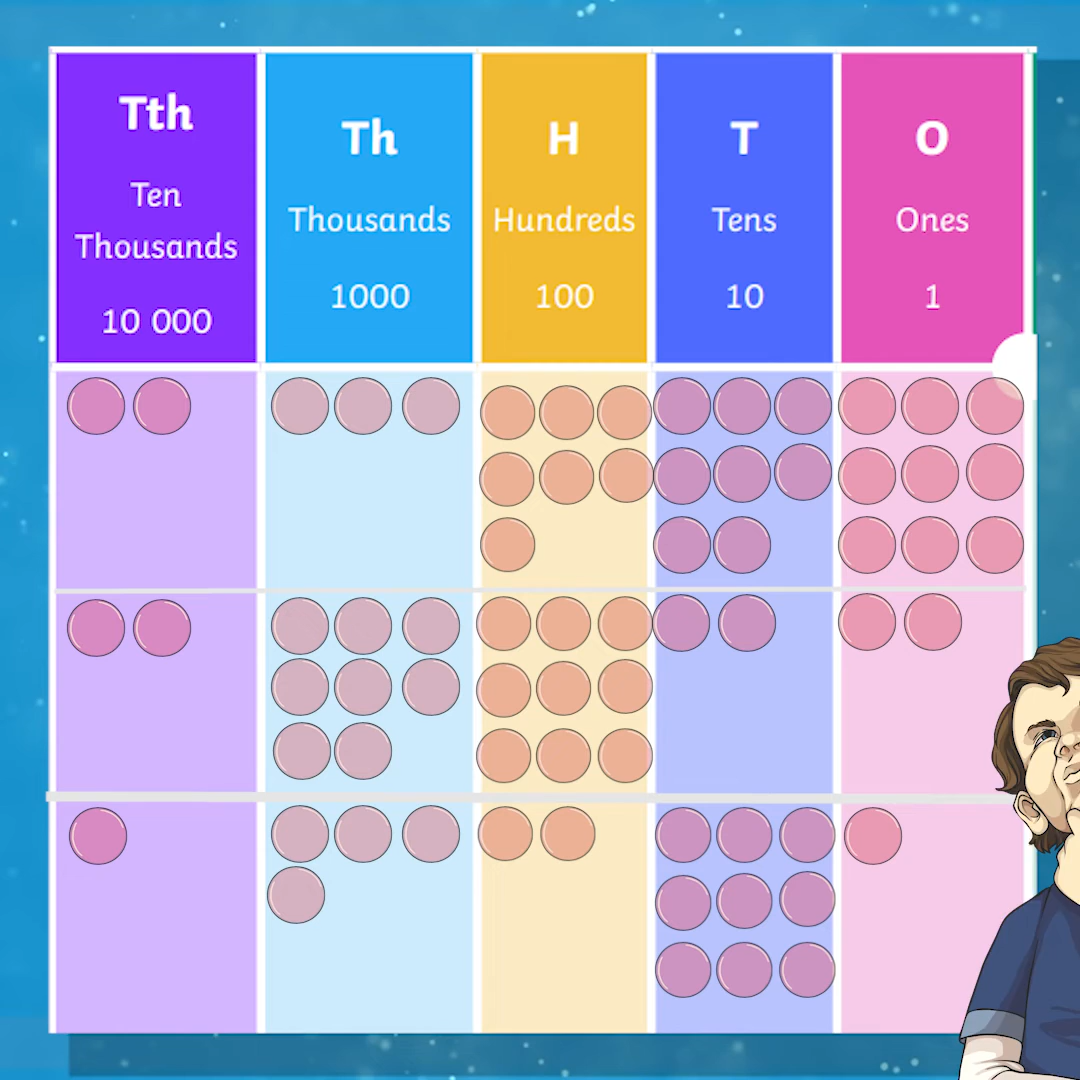 Tth
Ten
Thousands
10 000
Th
Thousands
1000
H
Hundreds
100
T
Tens
10
O
Ones
1